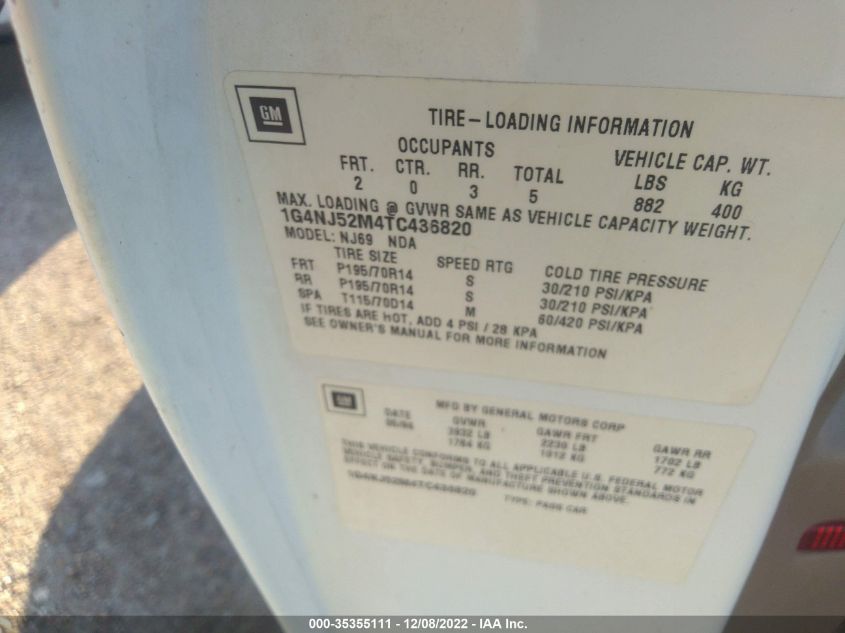 GM
TIRE-LOADING INFORMATION
OCCUPANTS VEHICLE CAP. WT.
FRT. CTR. RR. TOTAL LBS KG
2 0 3 5 882 400
MAX. LOADING @ GVWR SAME AS VEHICLE CAPACITY WEIGHT.
1G4NJ52M4TC436820
MODEL: NJ69 NDA
TIRE SIZE SPEED RTG COLD TIRE PRESSURE
FRT P195/70R14 S 30/210 PSI/KPA
RR P195/70R14 S 30/210 PSI/KPA
SPA T115/70D14 M 60/420 PSI/KPA
IF TIRES ARE HOT, ADD 4 PSI / 28 KPA
SEE OWNER'S MANUAL FOR MORE INFORMATION
GM
MFG BY GENERAL MOTORS CORP
DATE GVWR GAWR FRT GAWR RR
3932 LB 2230 LB 1702 LB
1784 KG 1012 KG 772 KG
THIS VEHICLE CONFORMS TO ALL APPLICABLE U.S. FEDERAL MOTOR
VEHICLE SAFETY, BUMPER, AND THEFT PREVENTION STANDARDS IN
EFFECT ON THE DATE OF MANUFACTURE SHOWN ABOVE.
1G4NJ52M4TC436820 TYPE: PASS CAR
000-35355111 - 12/08/2022 - IAA Inc.